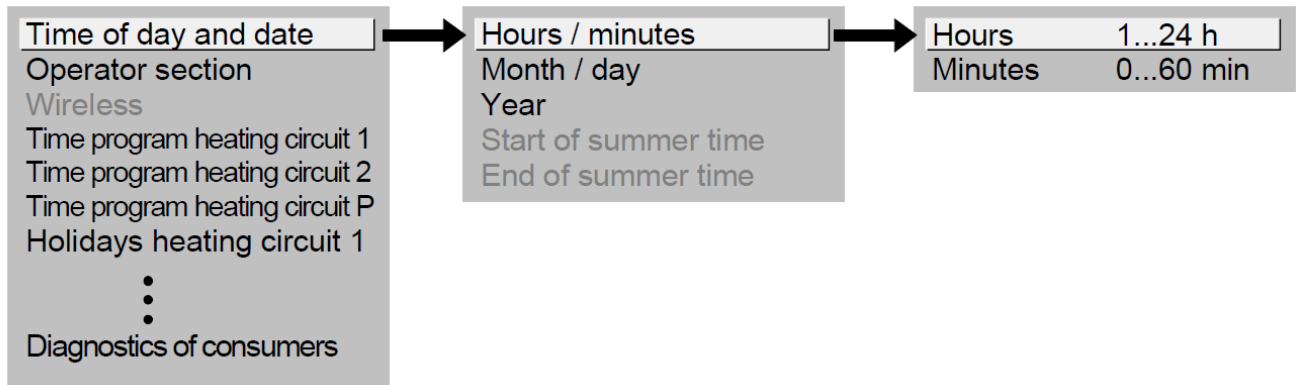 Time of day and date
Operator section
Wireless
Time program heating circuit 1
Time program heating circuit 2
Time program heating circuit P
Holidays heating circuit 1
Diagnostics of consumers
Hours / minutes
Month / day
Year
Start of summer time
End of summer time
Hours 1...24 h
Minutes 0...60 min